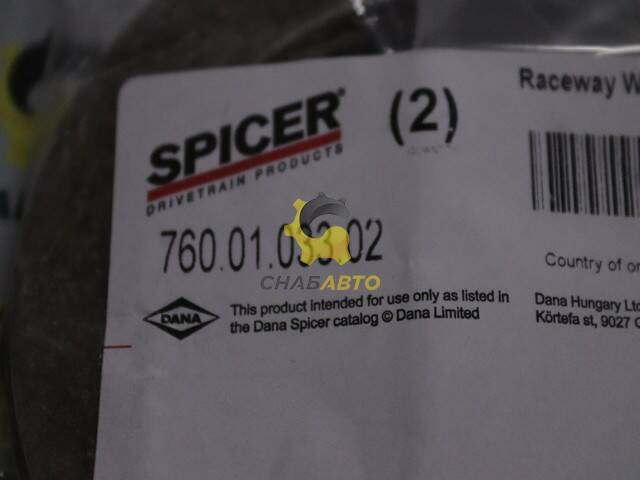 SPICER®
DRIVETRAIN PRODUCTS
(2)
Raceway W
760.01.033.02
СНАБАВТО
Country of or
DANA
This product intended for use only as listed in
the Dana Spicer catalog © Dana Limited
Dana Hungary Ltd
Körtefa st, 9027 G